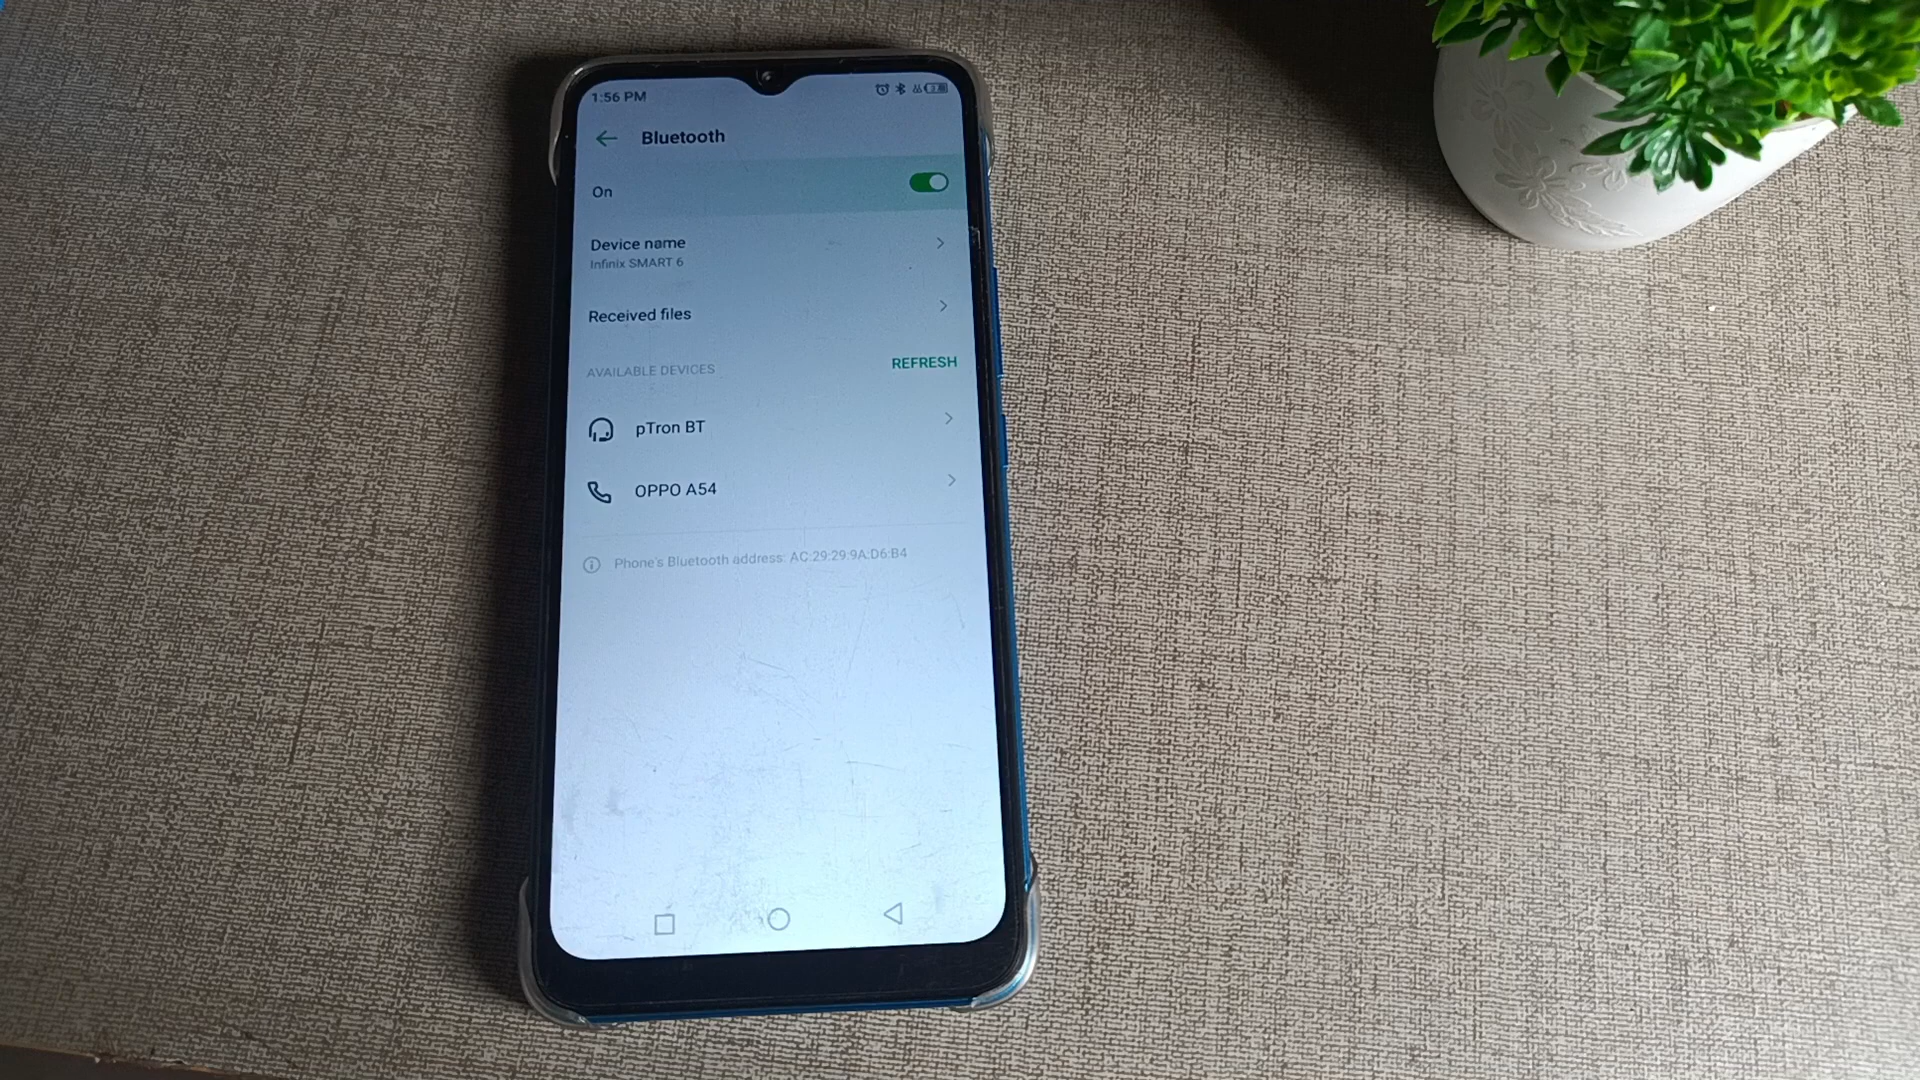 1:56 PM
Bluetooth
On
Device name
Infinix SMART 6
Received files
AVAILABLE DEVICES
REFRESH
pTron BT
OPPO A54
Phone's Bluetooth address: AC:29:29:9A:D6:B4